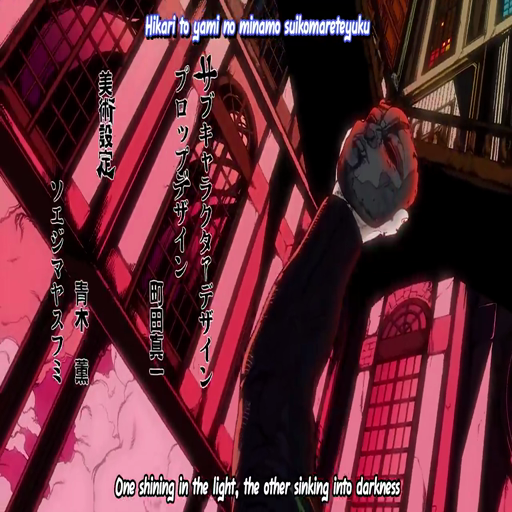 Hikari to yami no minamo suikomareteyuku
サブキャラクターデザイン
プロップデザイン
町田真一
美術設定
青木 薫
ソエジマヤスフミ
One shining in the light, the other sinking into darkness